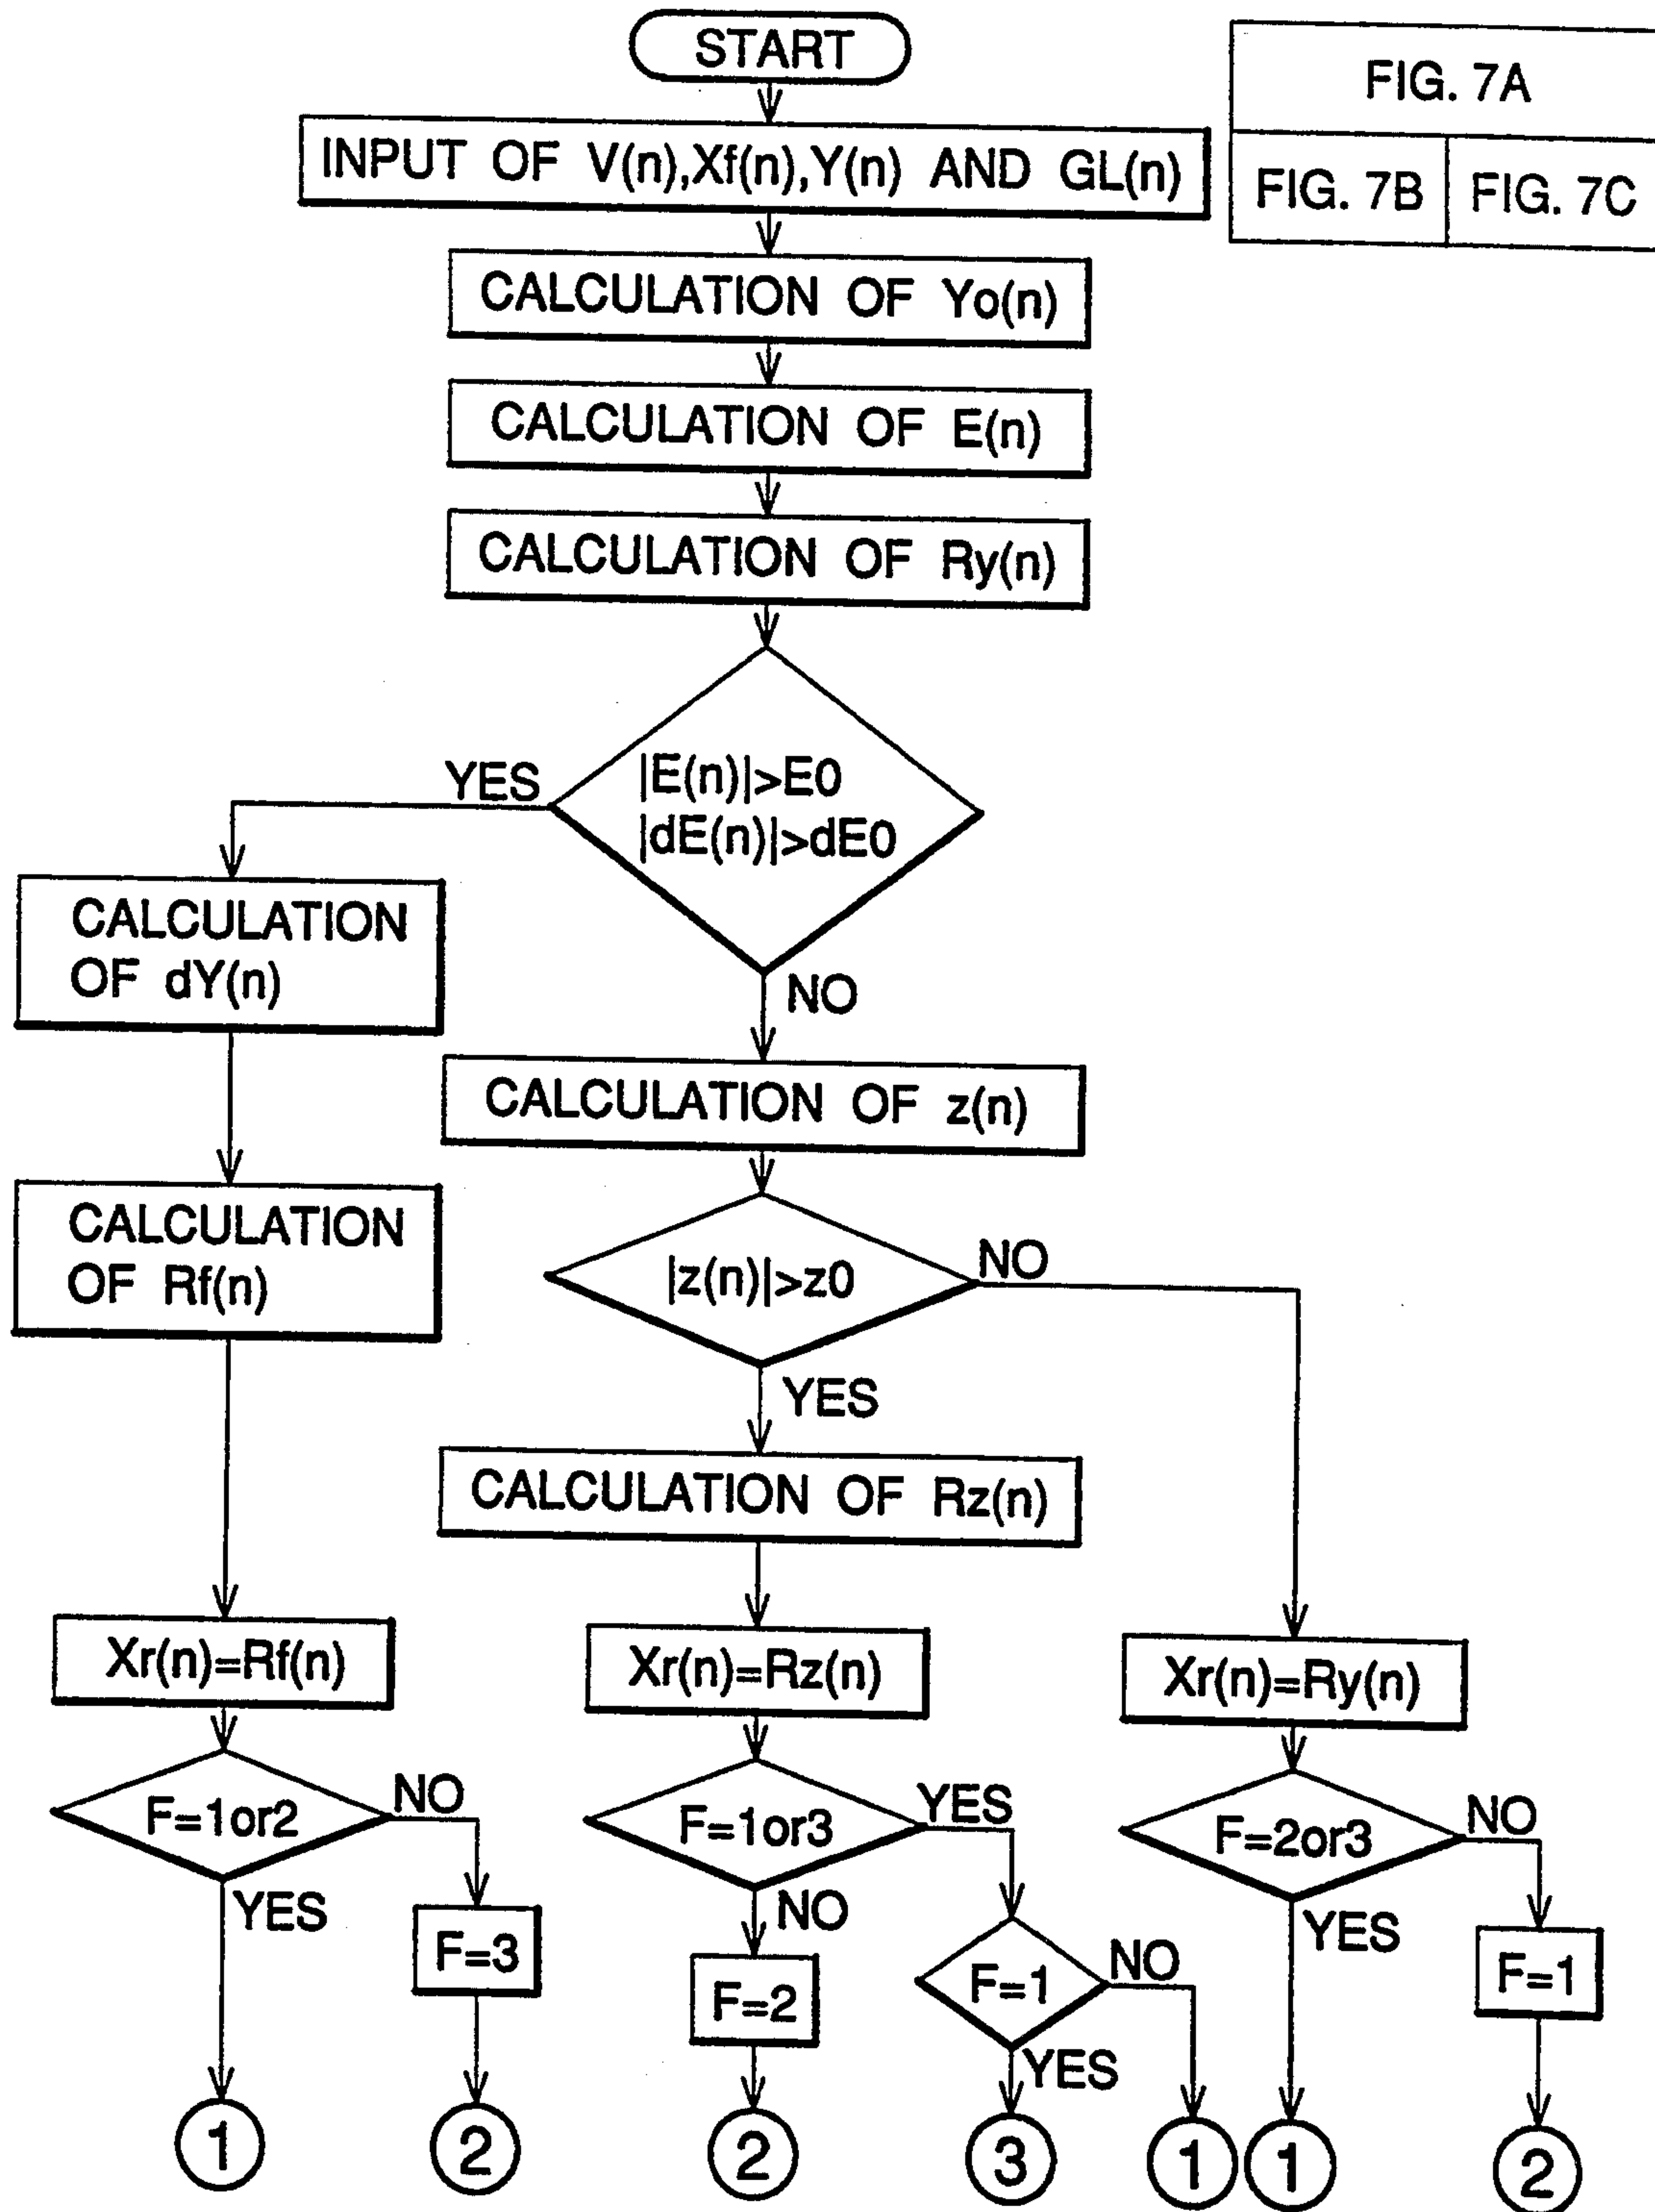 START
FIG. 7A
FIG. 7B
FIG. 7C
INPUT OF V(n),Xf(n),Y(n) AND GL(n)
CALCULATION OF Yo(n)
CALCULATION OF E(n)
CALCULATION OF Ry(n)
|E(n)|>E0
|dE(n)|>dE0
YES
NO
CALCULATION
OF dY(n)
CALCULATION OF z(n)
CALCULATION
OF Rf(n)
|z(n)|>z0
NO
YES
CALCULATION OF Rz(n)
Xr(n)=Rf(n)
Xr(n)=Rz(n)
Xr(n)=Ry(n)
F=1or2
NO
YES
F=3
F=1or3
YES
NO
F=2
F=1
NO
YES
F=2or3
NO
YES
F=1
1
2
2
3
1
1
2